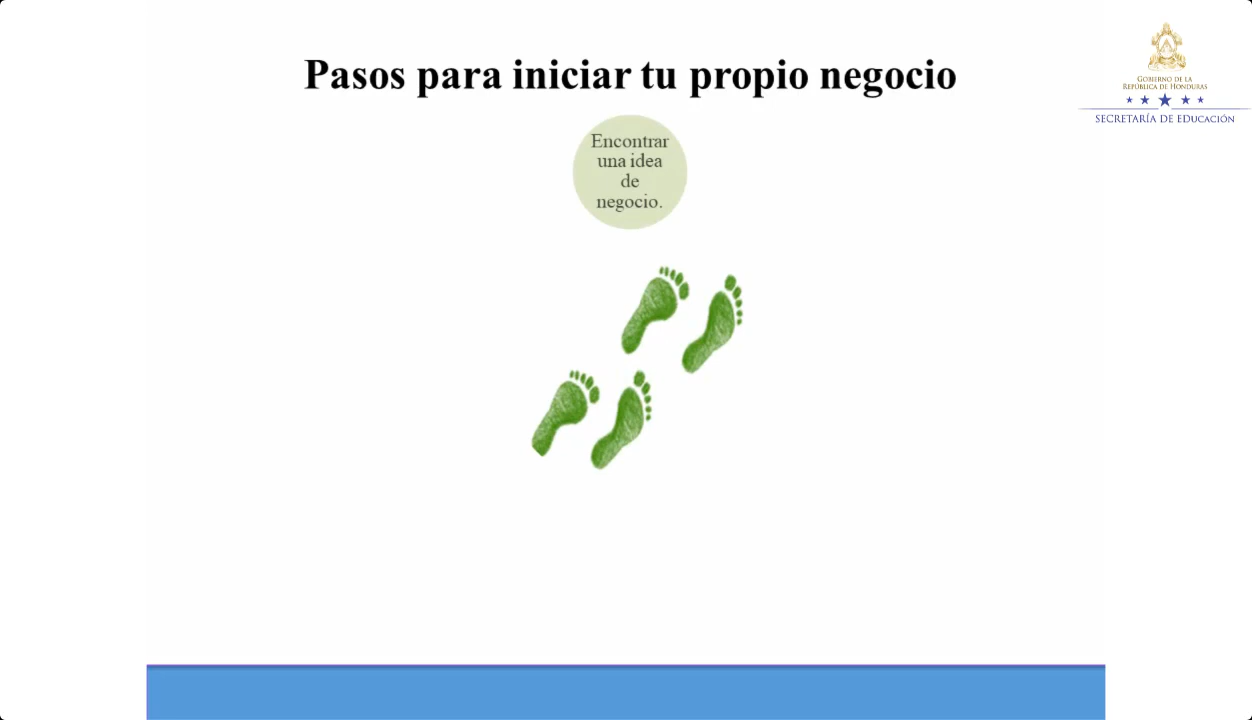 Pasos para iniciar tu propio negocio
Encontrar
una idea
de
negocio.
GOBIERNO DE LA
REPÚBLICA DE HONDURAS
SECRETARÍA DE EDUCACIÓN